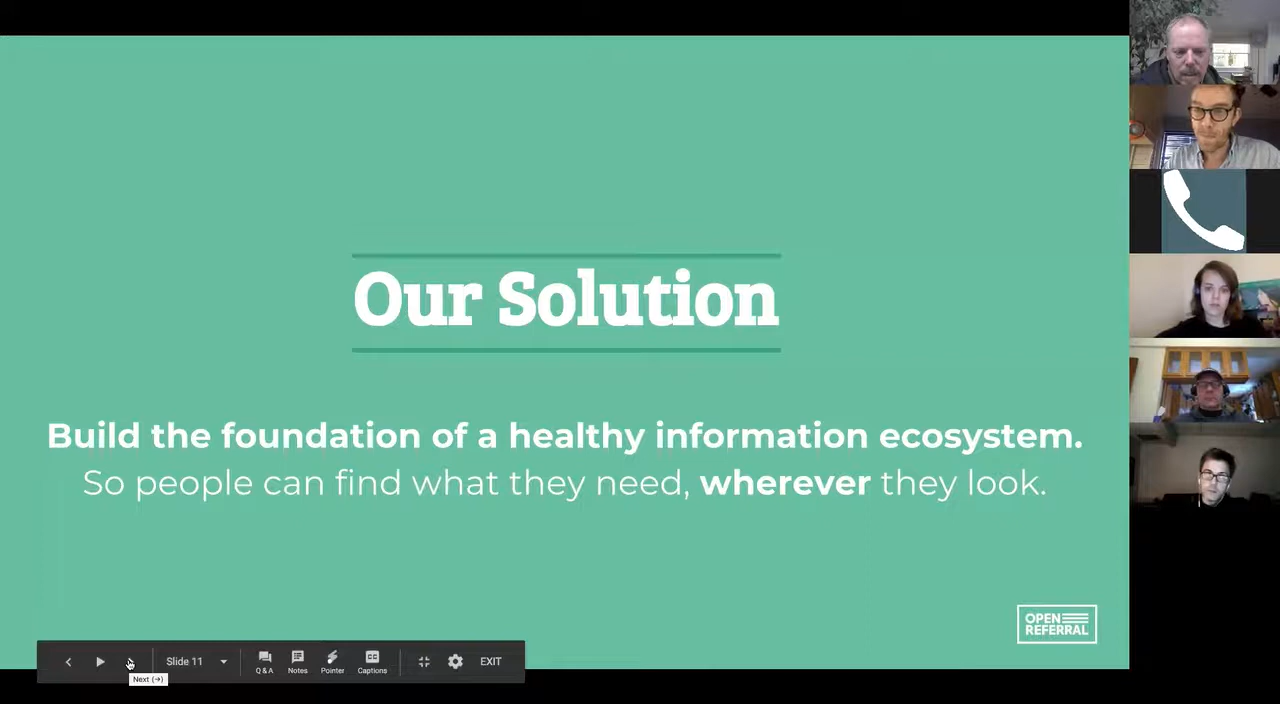 Our Solution
Build the foundation of a healthy information ecosystem.
So people can find what they need, wherever they look.
OPEN
REFERRAL
Slide 11
Q & A
Notes
Pointer
Captions
EXIT
Next (→)